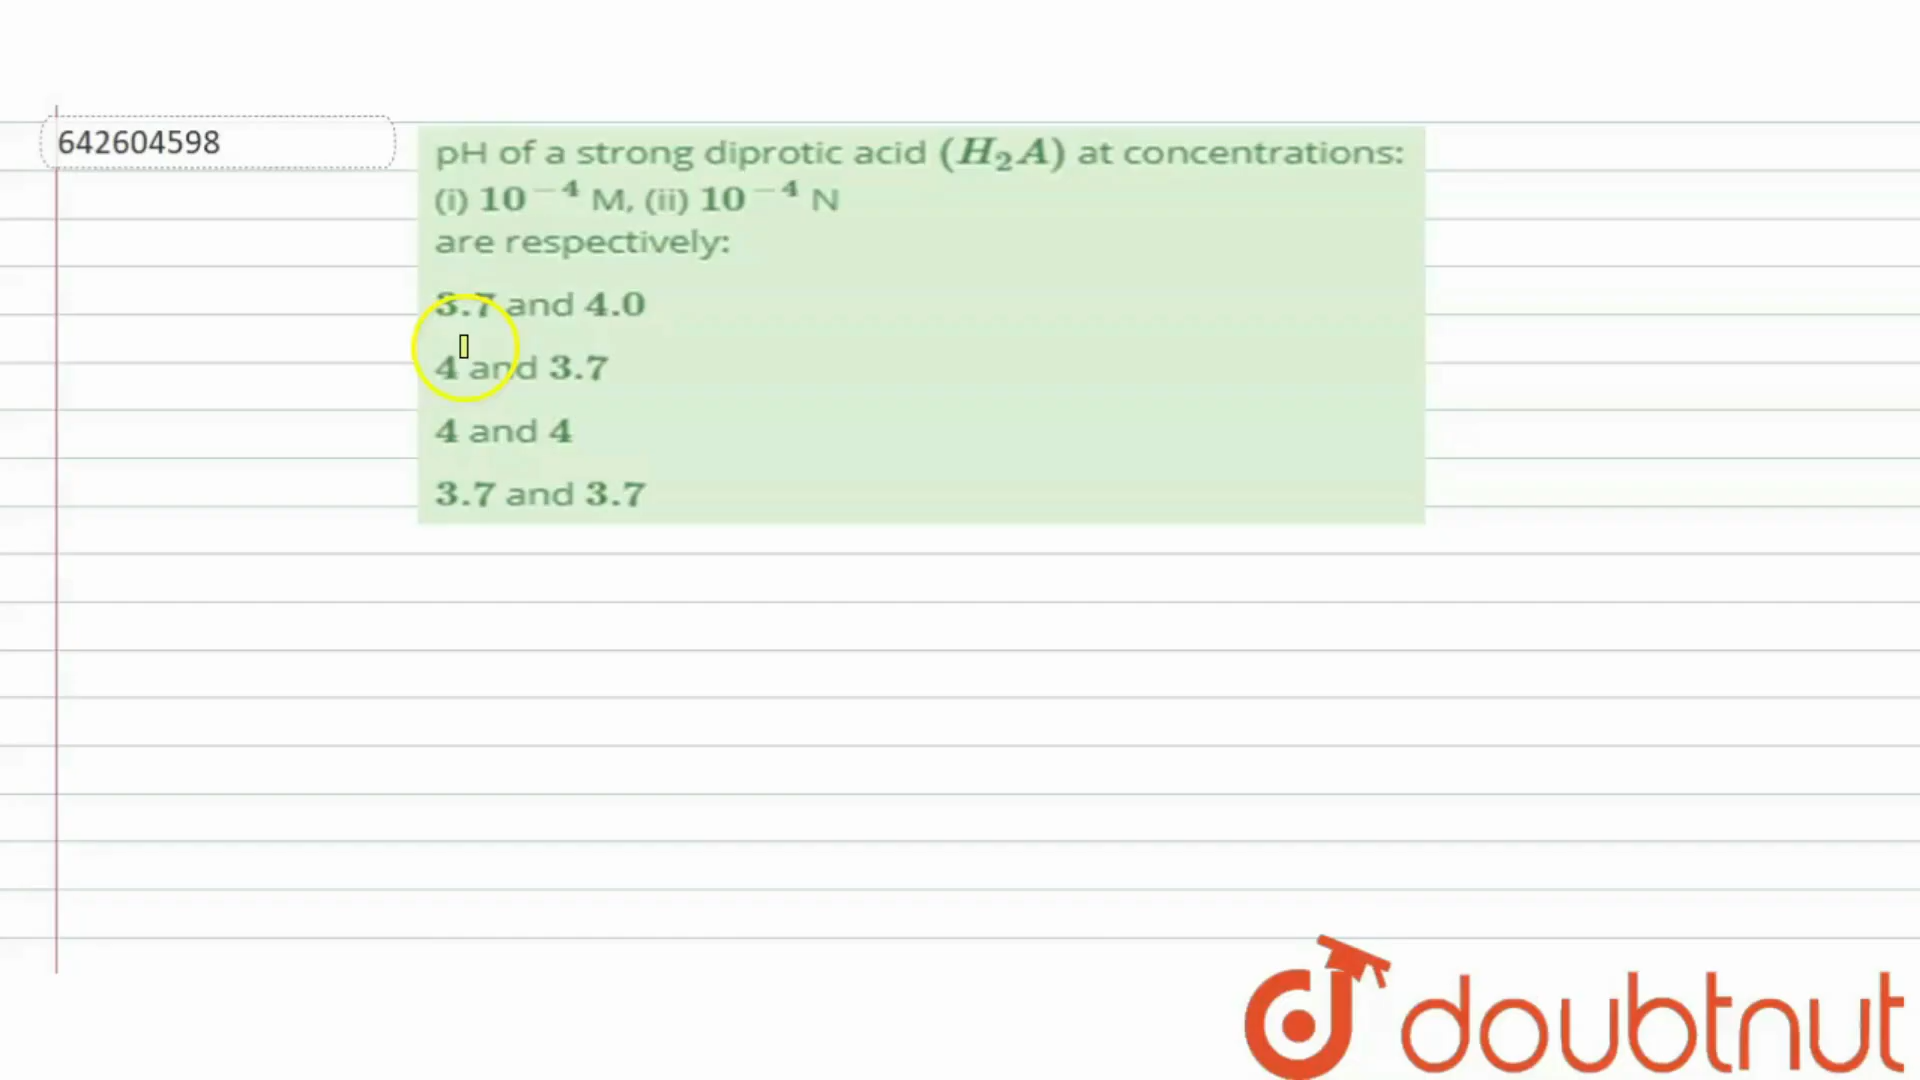 642604598
pH of a strong diprotic acid (H₂A) at concentrations:
(i) 10⁻⁴ M, (ii) 10⁻⁴ N
are respectively:
3.7 and 4.0
4 and 3.7
4 and 4
3.7 and 3.7
doubtnut